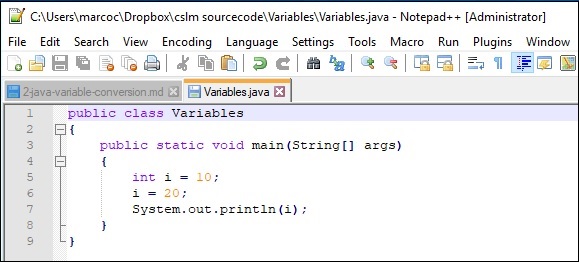 C:\Users\marcoc\Dropbox\cslm sourcecode\Variables\Variables.java - Notepad++ [Administrator]
File Edit Search View Encoding Language Settings Tools Macro Run Plugins Window
2-java-variable-conversion.md Variables.java
1 public class Variables
2 {
3 public static void main(String[] args)
4 {
5 int i = 10;
6 i = 20;
7 System.out.println(i);
8 }
9 }